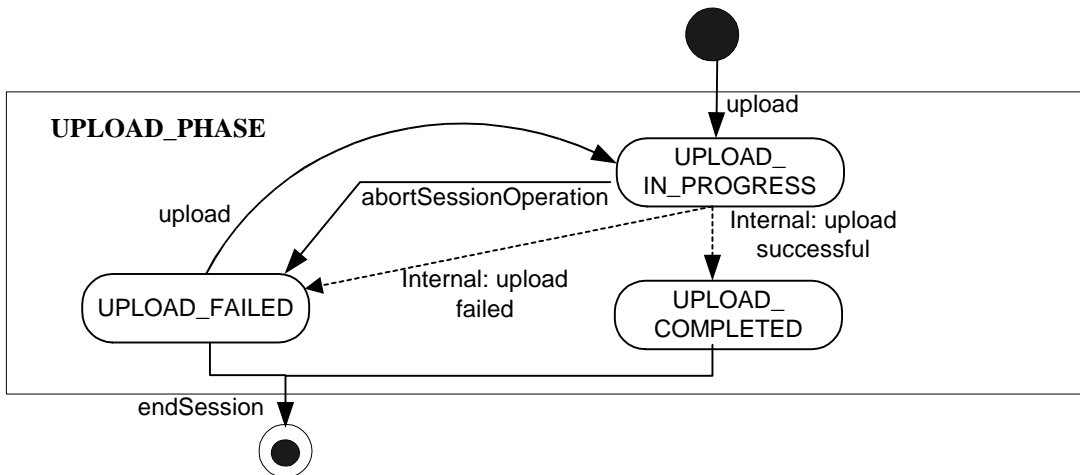 upload
UPLOAD_PHASE
UPLOAD_
IN_PROGRESS
abortSessionOperation
upload
Internal: upload
successful
Internal: upload
failed
UPLOAD_FAILED
UPLOAD_
COMPLETED
endSession